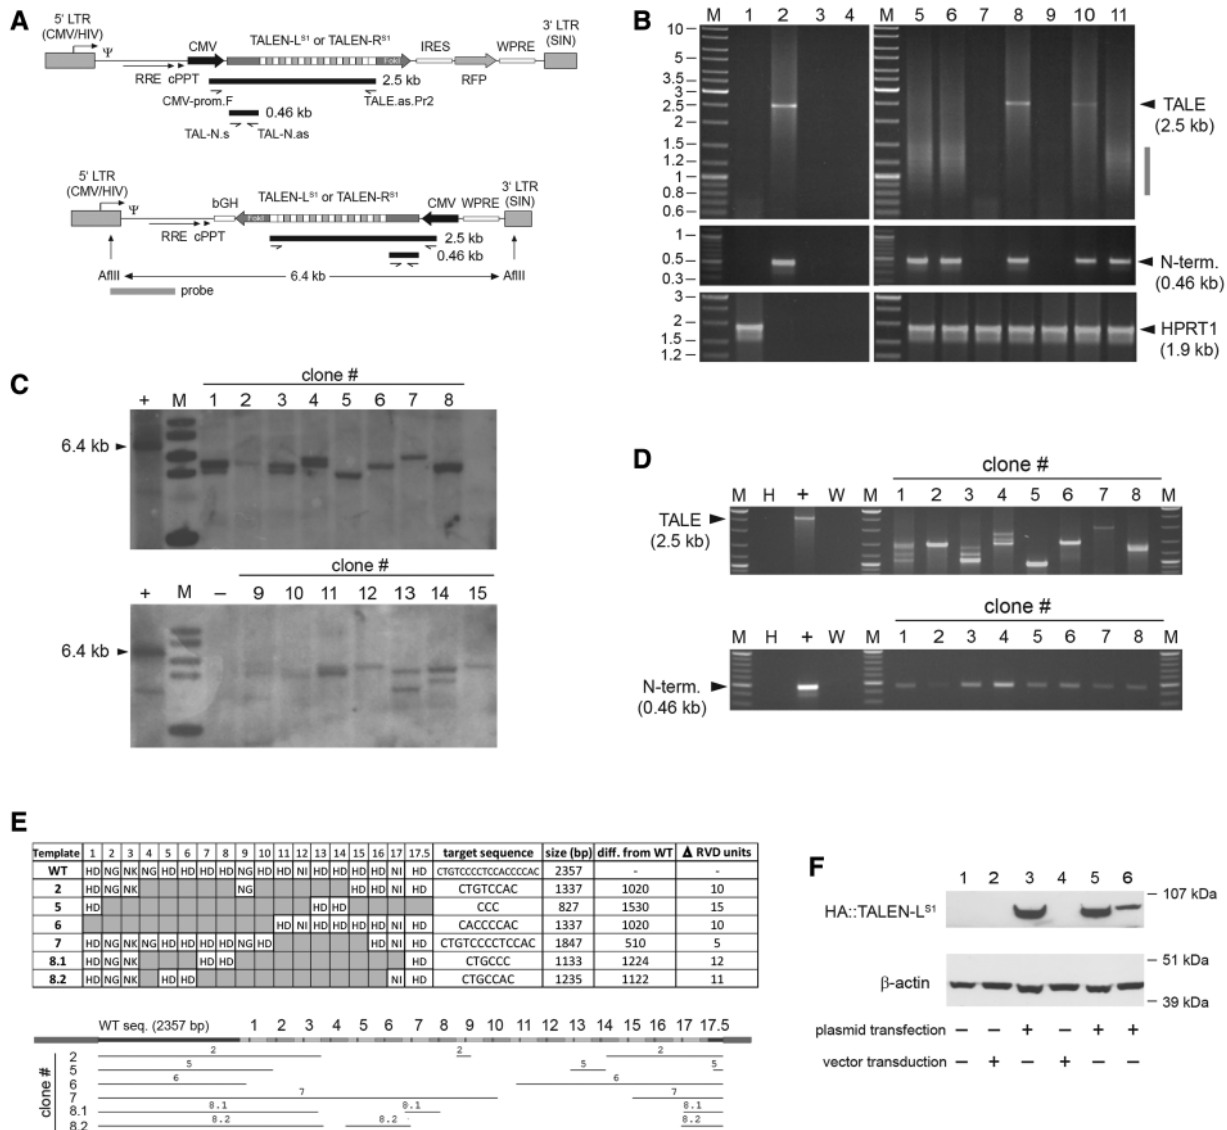 A
5' LTR
(CMV/HIV)
Ψ
RRE cPPT
CMV
TALEN-L^S1 or TALEN-R^S1
FokI
IRES
RFP
WPRE
3' LTR
(SIN)
2.5 kb
CMV-prom.F
TALE.as.Pr2
0.46 kb
TAL-N.s TAL-N.as
5' LTR
(CMV/HIV)
Ψ
RRE cPPT
bGH
FokI
TALEN-L^S1 or TALEN-R^S1
CMV WPRE
3' LTR
(SIN)
2.5 kb
0.46 kb
AflII 6.4 kb AflII
probe
B
M 1 2 3 4 M 5 6 7 8 9 10 11
10
5
3.5
3
2.5
2
1.5
1.2
1
0.8
0.6
TALE
(2.5 kb)
1
0.5
0.3
N-term.
(0.46 kb)
3
2
1.5
1.2
HPRT1
(1.9 kb)
C
clone #
+ M 1 2 3 4 5 6 7 8
6.4 kb
clone #
+ M – 9 10 11 12 13 14 15
6.4 kb
D
clone #
M H + W M 1 2 3 4 5 6 7 8 M
TALE
(2.5 kb)
clone #
M H + W M 1 2 3 4 5 6 7 8 M
N-term.
(0.46 kb)
E
Template 1 2 3 4 5 6 7 8 9 10 11 12 13 14 15 16 17 17.5 target sequence size (bp) diff. from WT Δ RVD units
WT HD NG NK NG HD HD HD HD NG HD HD NI HD HD HD HD NI HD CTGTCCCCTCCACCCCAC 2357 - -
2 HD NG NK NG HD HD NI HD CTGTCCAC 1337 1020 10
5 HD HD HD CCC 827 1530 15
6 HD NI HD HD HD HD NI HD CACCCCAC 1337 1020 10
7 HD NG NK NG HD HD HD HD NG HD HD NI HD CTGTCCCCTCCAC 1847 510 5
8.1 HD NG NK HD HD HD CTGCCC 1133 1224 12
8.2 HD NG NK HD HD NI HD CTGCCAC 1235 1122 11
WT seq. (2357 bp) 1 2 3 4 5 6 7 8 9 10 11 12 13 14 15 16 17 17.5
clone #
2 2 2 2
5 5 5 5
6 6 6
7 7 7
8.1 8.1 8.1 8.1
8.2 8.2 8.2 8.2
F
1 2 3 4 5 6
HA::TALEN-L^S1
107 kDa
51 kDa
β-actin
39 kDa
plasmid transfection – – + – + +
vector transduction – + – + – –